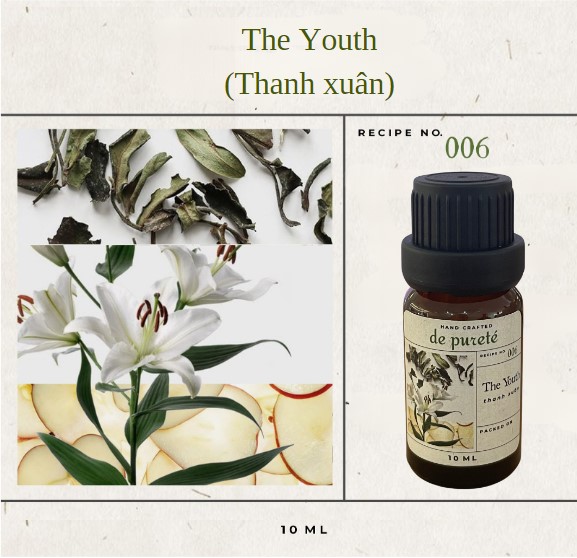 The Youth
(Thanh xuân)
RECIPE NO.
006
HAND CRAFTED
de pureté
RECIPE NO. 006
The Youth
thanh xuân
PACKED ON
10 ML
10 ML